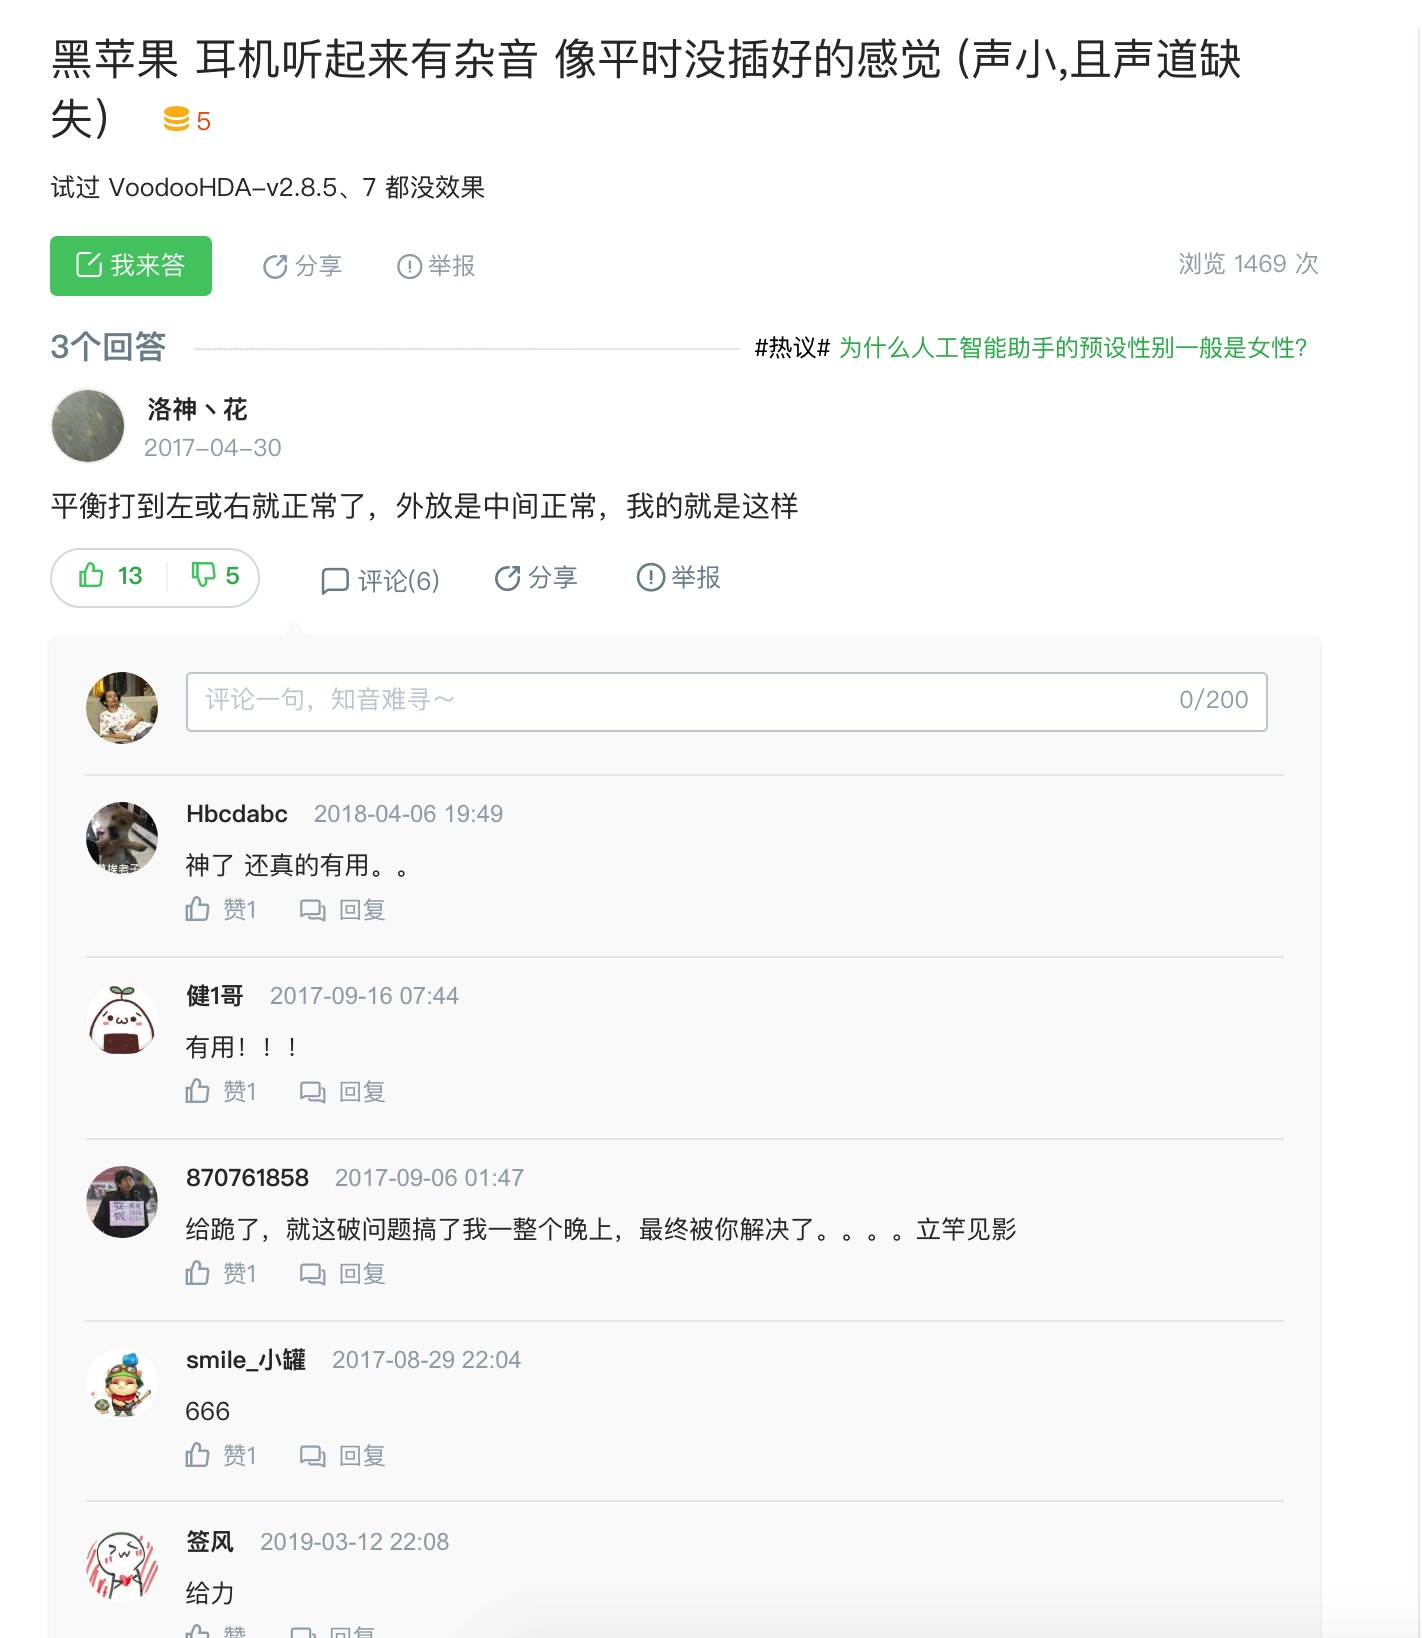 黑苹果 耳机听起来有杂音 像平时没插好的感觉 (声小,且声道缺
失) 5
试过 VoodooHDA-v2.8.5、7 都没效果
我来答 分享 举报 浏览 1469 次
3个回答 #热议# 为什么人工智能助手的预设性别一般是女性?
洛神丶花
2017-04-30
平衡打到左或右就正常了，外放是中间正常，我的就是这样
13 5 评论(6) 分享 举报
评论一句，知音难寻～ 0/200
Hbcdabc 2018-04-06 19:49
神了 还真的有用。。
赞1 回复
健1哥 2017-09-16 07:44
有用！！！
赞1 回复
870761858 2017-09-06 01:47
给跪了，就这破问题搞了我一整个晚上，最终被你解决了。。。。立竿见影
赞1 回复
smile_小罐 2017-08-29 22:04
666
赞1 回复
签风 2019-03-12 22:08
给力
赞 回复